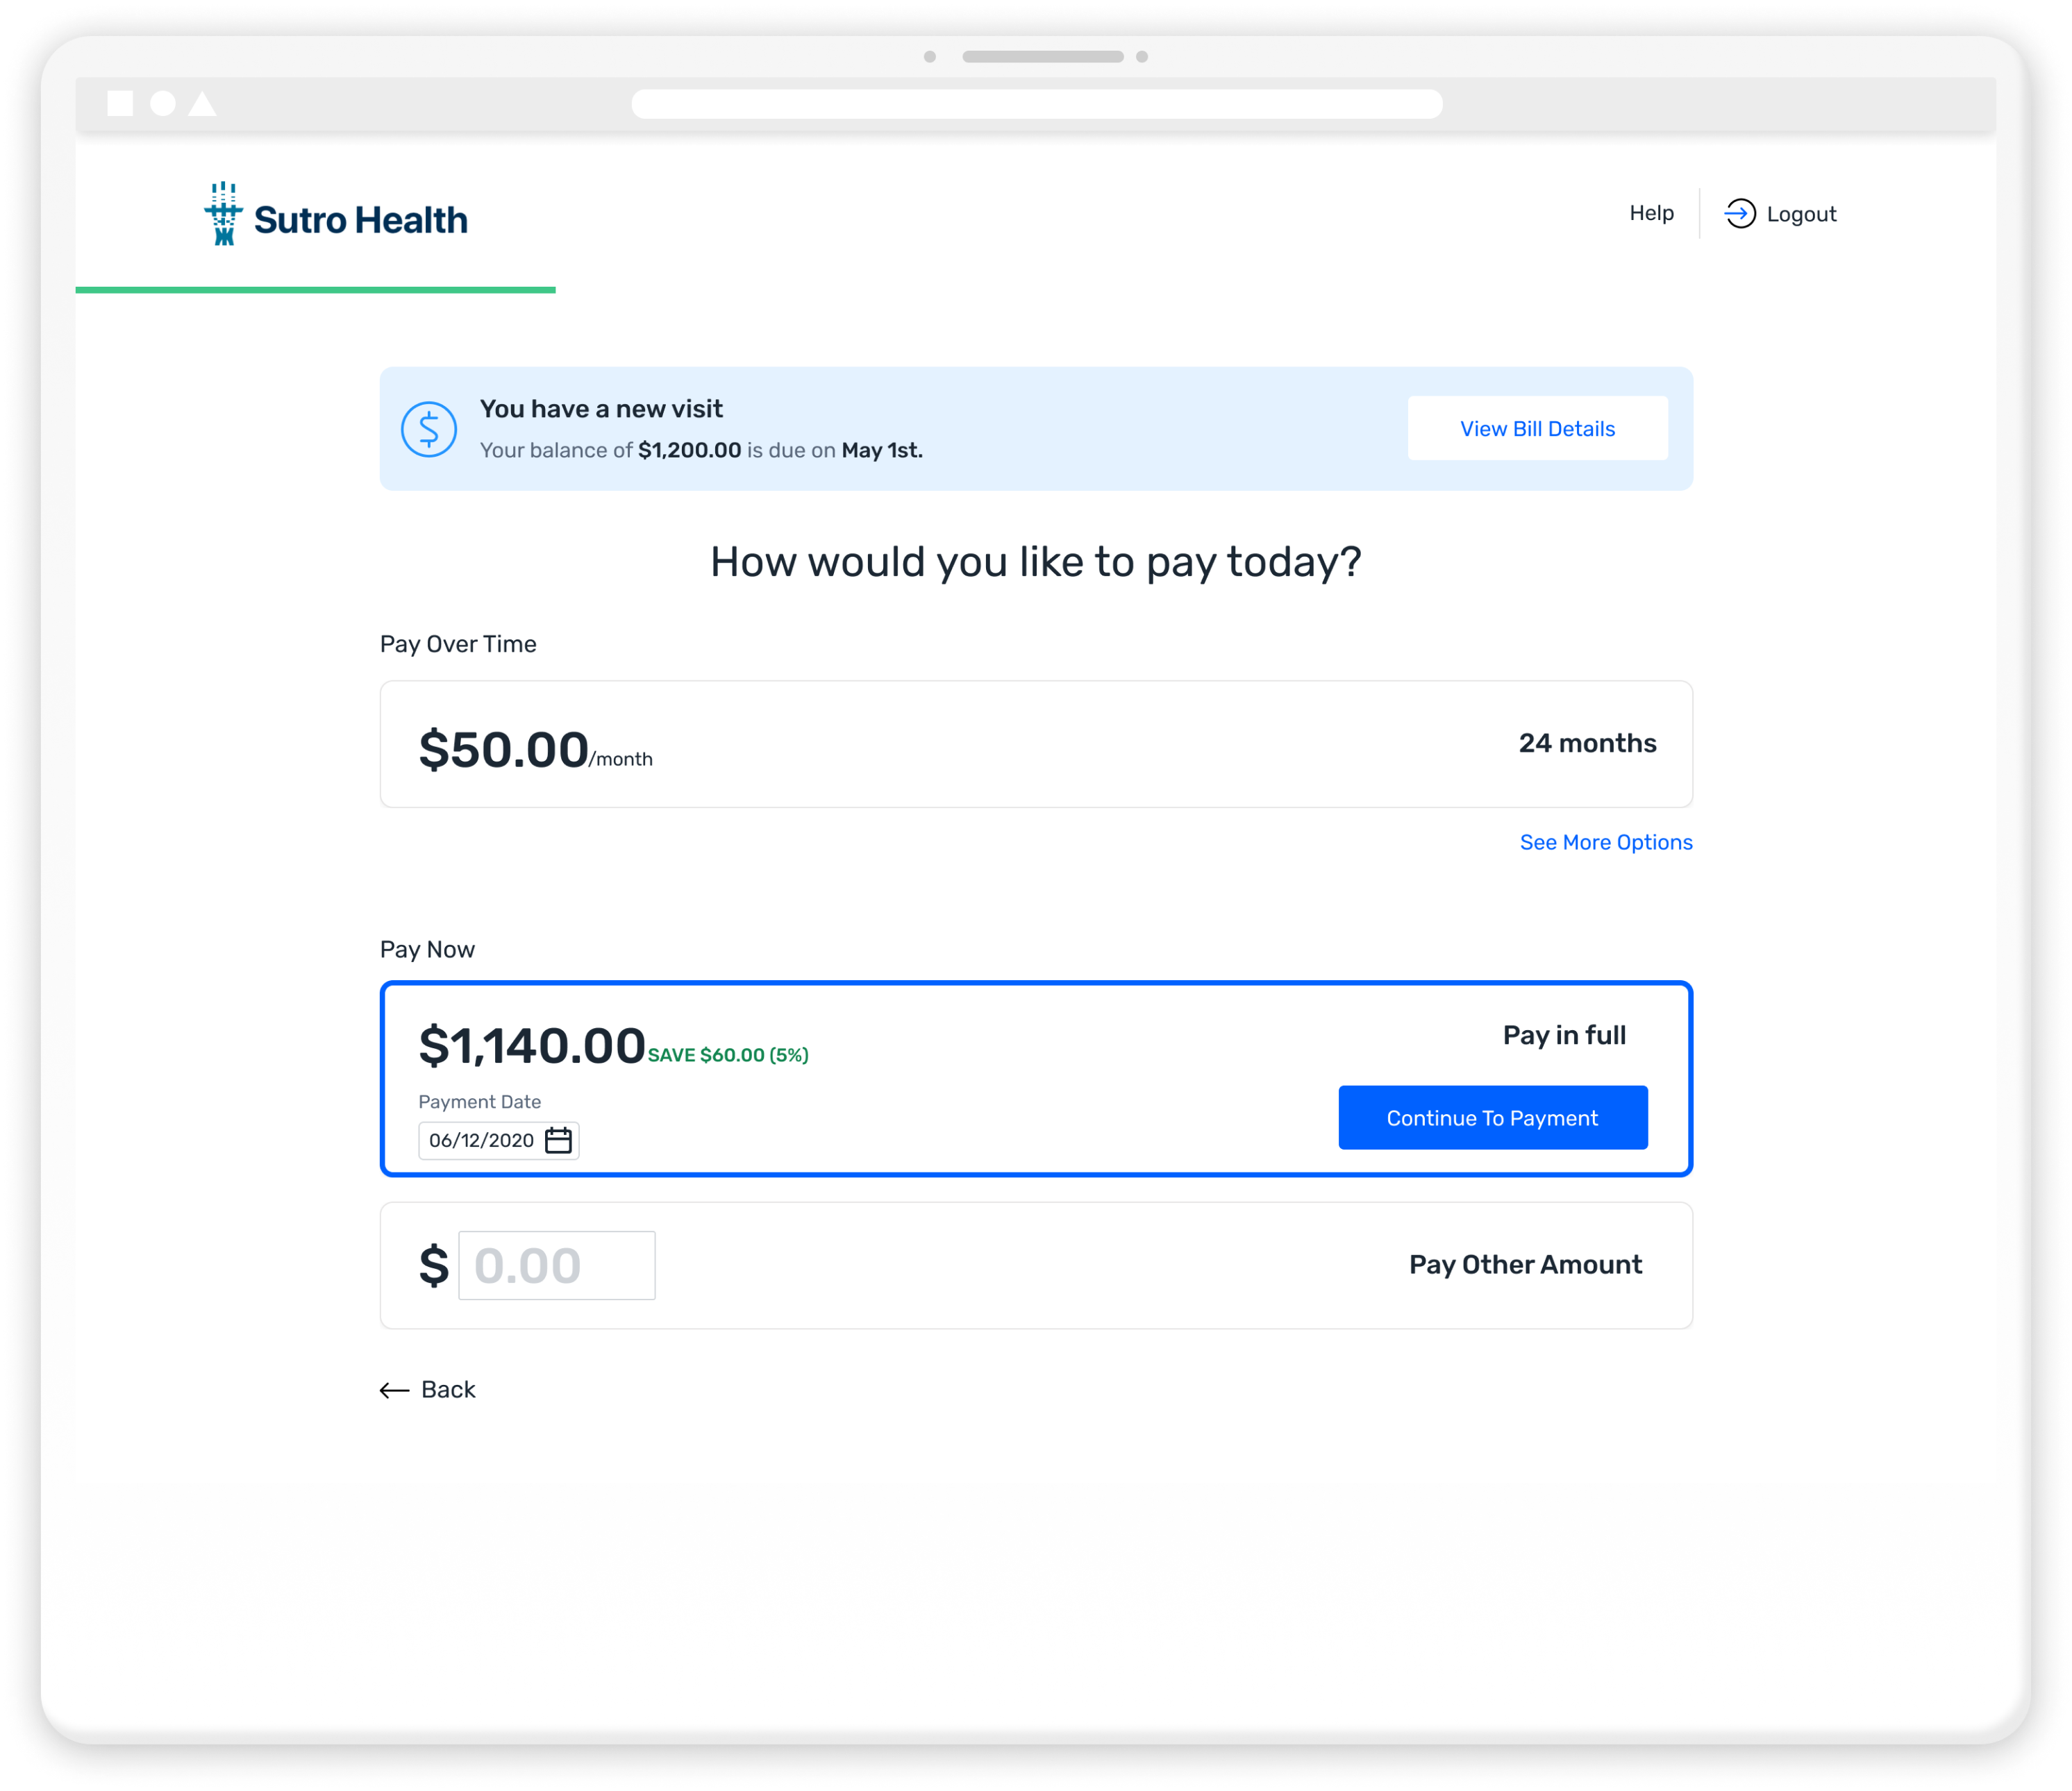 Sutro Health
Help
Logout
You have a new visit
Your balance of $1,200.00 is due on May 1st.
View Bill Details
How would you like to pay today?
Pay Over Time
$50.00/month
24 months
See More Options
Pay Now
$1,140.00 SAVE $60.00 (5%)
Pay in full
Payment Date
06/12/2020
Continue To Payment
$ 0.00
Pay Other Amount
Back